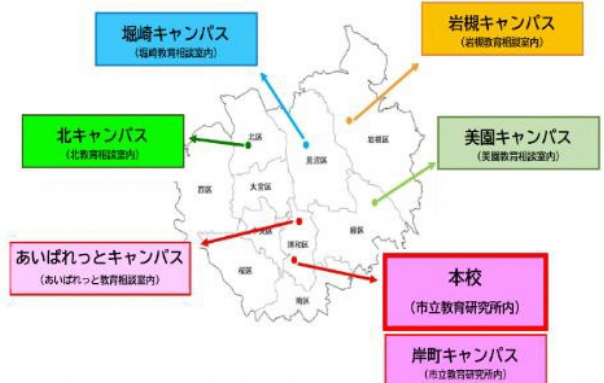 堀崎キャンパス
（堀崎教育相談室内）
岩槻キャンパス
（岩槻教育相談室内）
北キャンパス
（北教育相談室内）
美園キャンパス
（美園教育相談室内）
北区
見沼区
岩槻区
西区
大宮区
緑区
浦和区
桜区
南区
あいぱれっとキャンパス
（あいぱれっと教育相談室内）
本校
（市立教育研究所内）
岸町キャンパス
（市立教育研究所内）